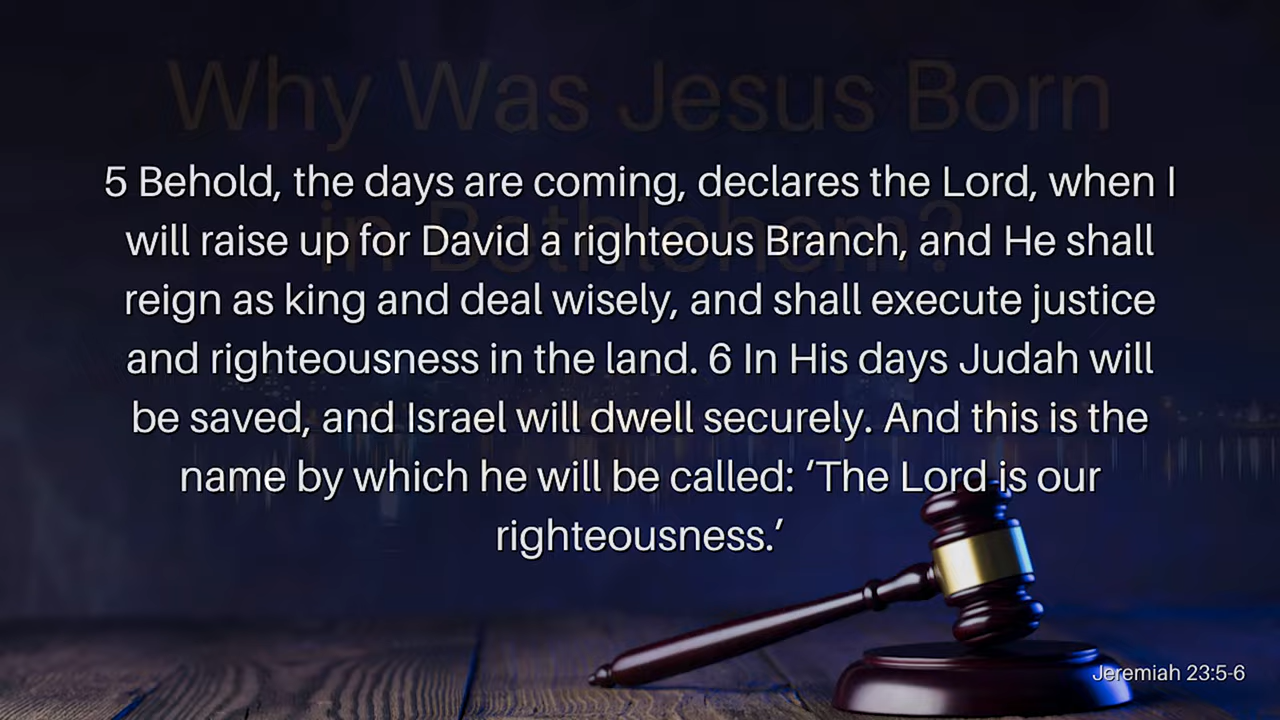 Why Was Jesus Born
in Bethlehem?
5 Behold, the days are coming, declares the Lord, when I
will raise up for David a righteous Branch, and He shall
reign as king and deal wisely, and shall execute justice
and righteousness in the land. 6 In His days Judah will
be saved, and Israel will dwell securely. And this is the
name by which he will be called: ‘The Lord is our
righteousness.’
Jeremiah 23:5-6